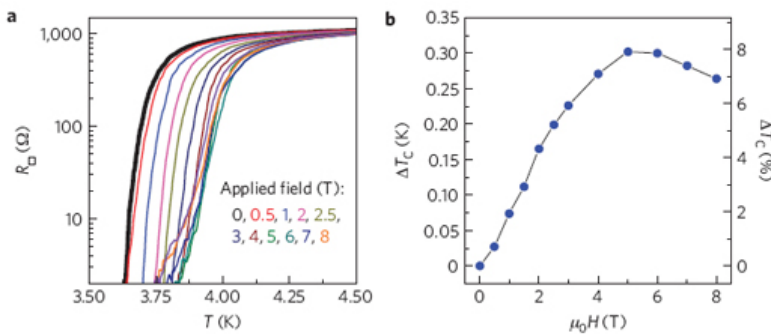 a
1,000
100
10
R□ (Ω)
Applied field (T):
0, 0.5, 1, 2, 2.5,
3, 4, 5, 6, 7, 8
3.50 3.75 4.00 4.25 4.50
T (K)
b
0.35
0.30
0.25
0.20
0.15
0.10
0.05
0
ΔTC (K)
8
6
4
2
0
ΔTC (%)
0 2 4 6 8
μ0H (T)